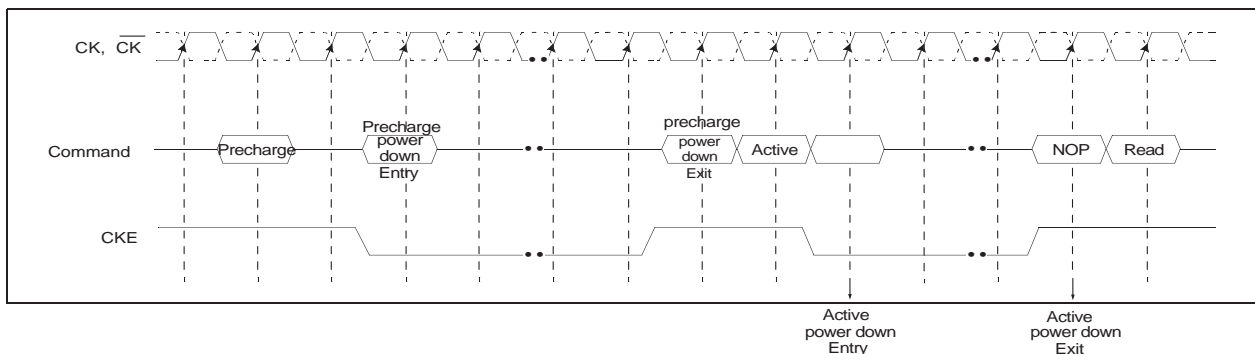 CK, CK
Command
Precharge
Precharge
power
down
Entry
precharge
power
down
Exit
Active
NOP
Read
CKE
Active
power down
Entry
Active
power down
Exit